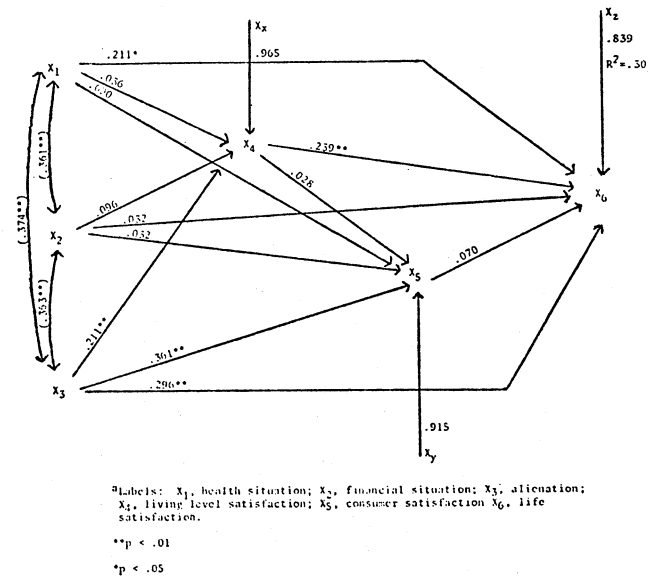 Xx
.965
Xz
.839
R²=.30
.211*
X1
.036
X4
.239**
(.361**)
.028
X6
(.374**)
.096
.032
X2
.032
X5
.070
(.363**)
.211**
.361**
.296**
X3
.915
Xy
aLabels: X1, health situation; X2, financial situation; X3, alienation;
X4, living level satisfaction; X5, consumer satisfaction X6, life
satisfaction.
**p < .01
*p < .05